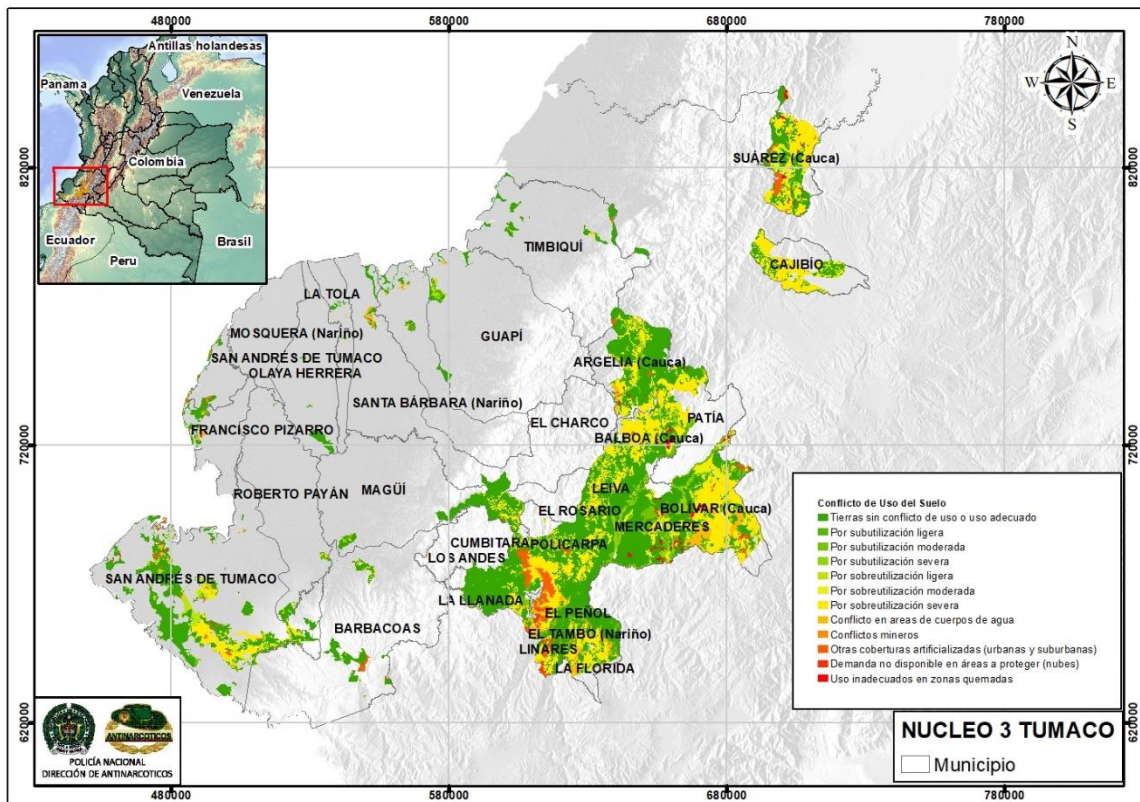 480000 580000 680000 780000
Antillas holandesas
Panama
Venezuela
Colombia
Ecuador
Brasil
Peru
N
W E
S
820000
820000
SUÁREZ (Cauca)
TIMBIQUÍ
CAJIBÍO
LA TOLA
MOSQUERA (Nariño)
GUAPÍ
SAN ANDRÉS DE TUMACO
OLAYA HERRERA
ARGELIA (Cauca)
SANTA BÁRBARA (Nariño)
EL CHARCO
PATÍA
FRANCISCO PIZARRO
BALBOA (Cauca)
720000
720000
ROBERTO PAYÁN
MAGÜÍ
LEIVA
EL ROSARIO
BOLÍVAR (Cauca)
MERCADERES
CUMBITARA
POLICARPA
LOS ANDES
SAN ANDRÉS DE TUMACO
LA LLANADA
EL PEÑOL
BARBACOAS
EL TAMBO (Nariño)
LINARES
LA FLORIDA
Conflicto de Uso del Suelo
Tierras sin conflicto de uso o uso adecuado
Por subutilización ligera
Por subutilización moderada
Por subutilización severa
Por sobreutilización ligera
Por sobreutilización moderada
Por sobreutilización severa
Conflicto en areas de cuerpos de agua
Conflictos mineros
Otras coberturas artificializadas (urbanas y suburbanas)
Demanda no disponible en áreas a proteger (nubes)
Uso inadecuados en zonas quemadas
620000
620000
ANTINARCOTICOS
POLICÍA NACIONAL
DIRECCIÓN DE ANTINARCOTICOS
NUCLEO 3 TUMACO
Municipio
480000 580000 680000 780000